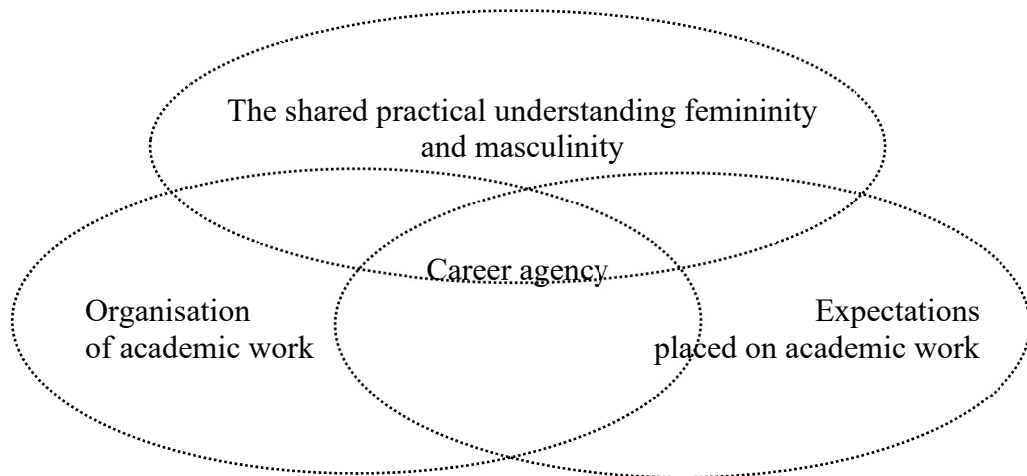 The shared practical understanding femininity
and masculinity
Career agency
Organisation
of academic work
Expectations
placed on academic work